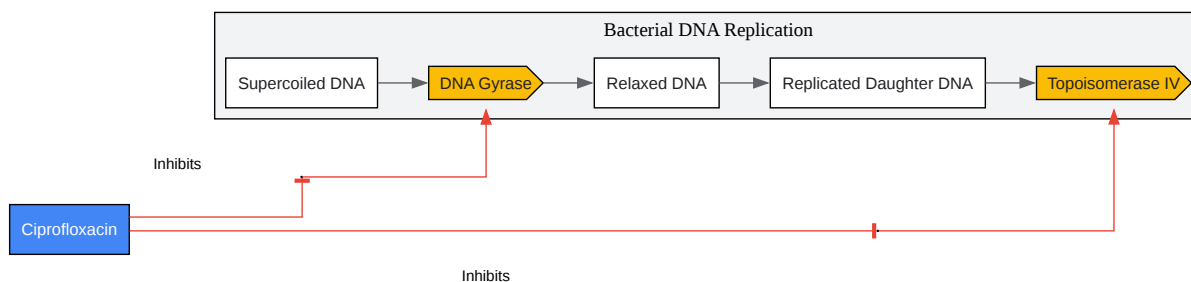 Bacterial DNA Replication
Supercoiled DNA
DNA Gyrase
Relaxed DNA
Replicated Daughter DNA
Topoisomerase IV
Inhibits
Ciprofloxacin
Inhibits